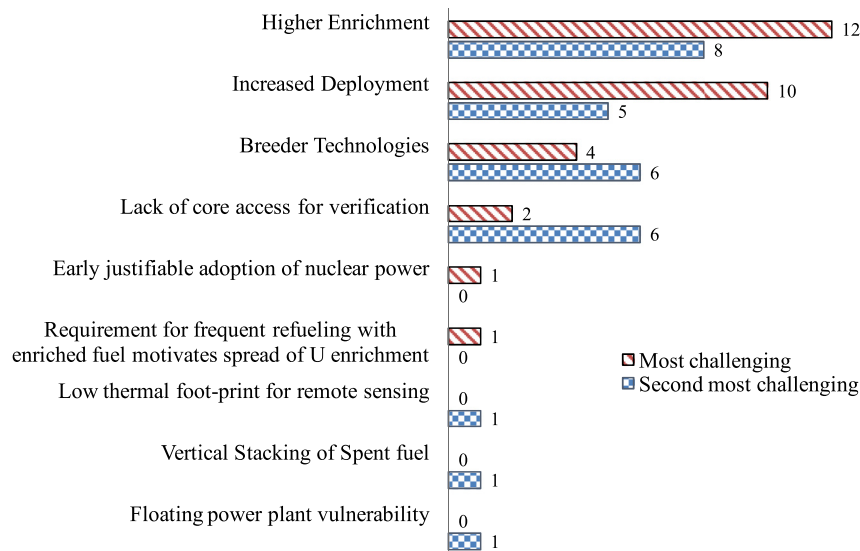 Higher Enrichment
12
8
Increased Deployment
10
5
Breeder Technologies
4
6
Lack of core access for verification
2
6
Early justifiable adoption of nuclear power
1
0
Requirement for frequent refueling with
enriched fuel motivates spread of U enrichment
1
0
Most challenging
Second most challenging
Low thermal foot-print for remote sensing
0
1
Vertical Stacking of Spent fuel
0
1
Floating power plant vulnerability
0
1